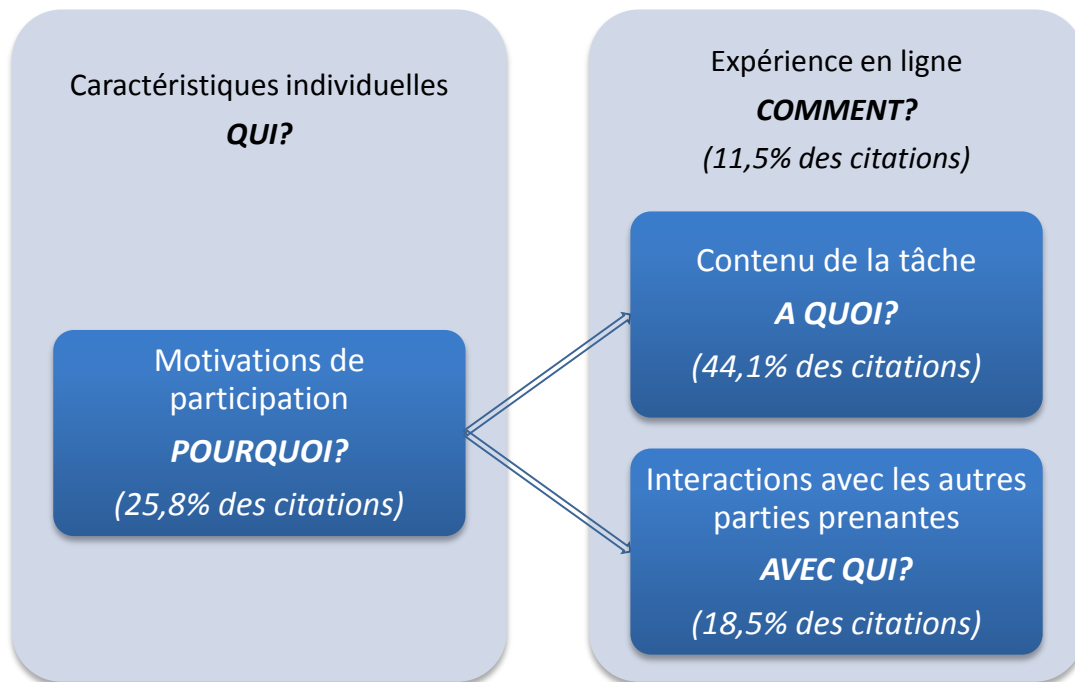 Caractéristiques individuelles
QUI?
Motivations de
participation
POURQUOI?
(25,8% des citations)
Expérience en ligne
COMMENT?
(11,5% des citations)
Contenu de la tâche
A QUOI?
(44,1% des citations)
Interactions avec les autres
parties prenantes
AVEC QUI?
(18,5% des citations)